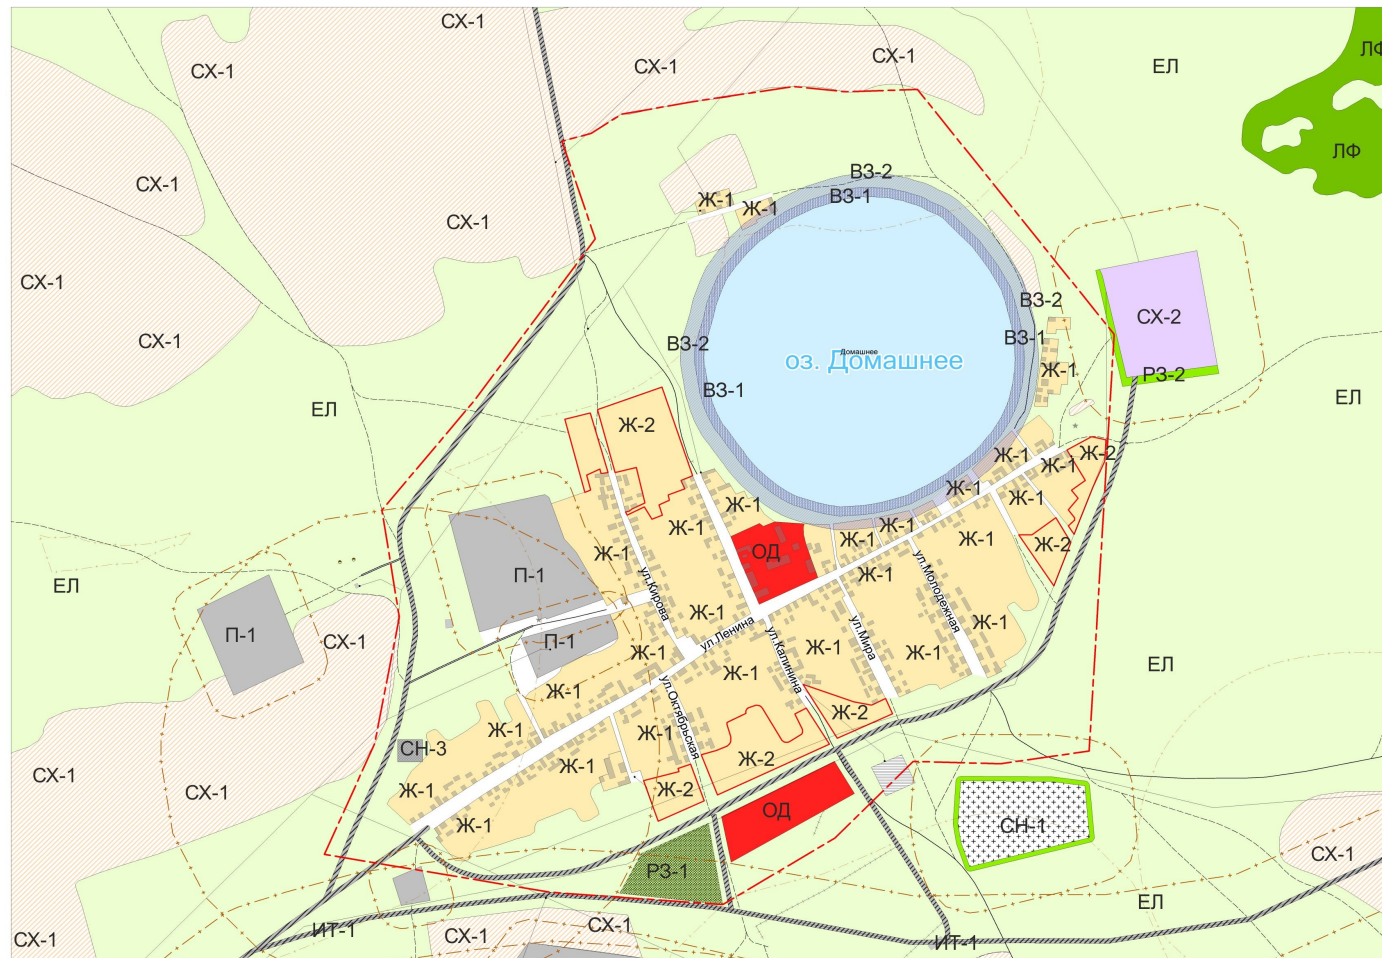 СХ-1
СХ-1
СХ-1
СХ-1
ЕЛ
ЛФ
ЛФ
СХ-1
СХ-1
ВЗ-2
ВЗ-1
Ж-1
Ж-1
СХ-1
СХ-1
ВЗ-2
ВЗ-1
СХ-2
РЗ-2
ВЗ-2
ВЗ-1
Домашнее
оз. Домашнее
Ж-1
ЕЛ
ЕЛ
Ж-2
Ж-1
Ж-1
Ж-2
Ж-1
Ж-1
Ж-1
Ж-1
Ж-1
Ж-1
Ж-1
Ж-1
Ж-2
ОД
Ж-1
Ж-1
П-1
ЕЛ
ул.Кирова
ул.Молодежная
П-1
СХ-1
П-1
Ж-1
Ж-1
ул.Ленина
ул.Калинина
ул.Мира
Ж-1
Ж-1
Ж-1
Ж-1
Ж-1
ЕЛ
ул.Октябрьская
Ж-1
Ж-1
Ж-2
СН-3
Ж-1
Ж-2
Ж-2
СХ-1
СХ-1
Ж-1
Ж-1
ОД
СН-1
СХ-1
РЗ-1
ЕЛ
СХ-1
ИТ-1
СХ-1
СХ-1
ИТ-1